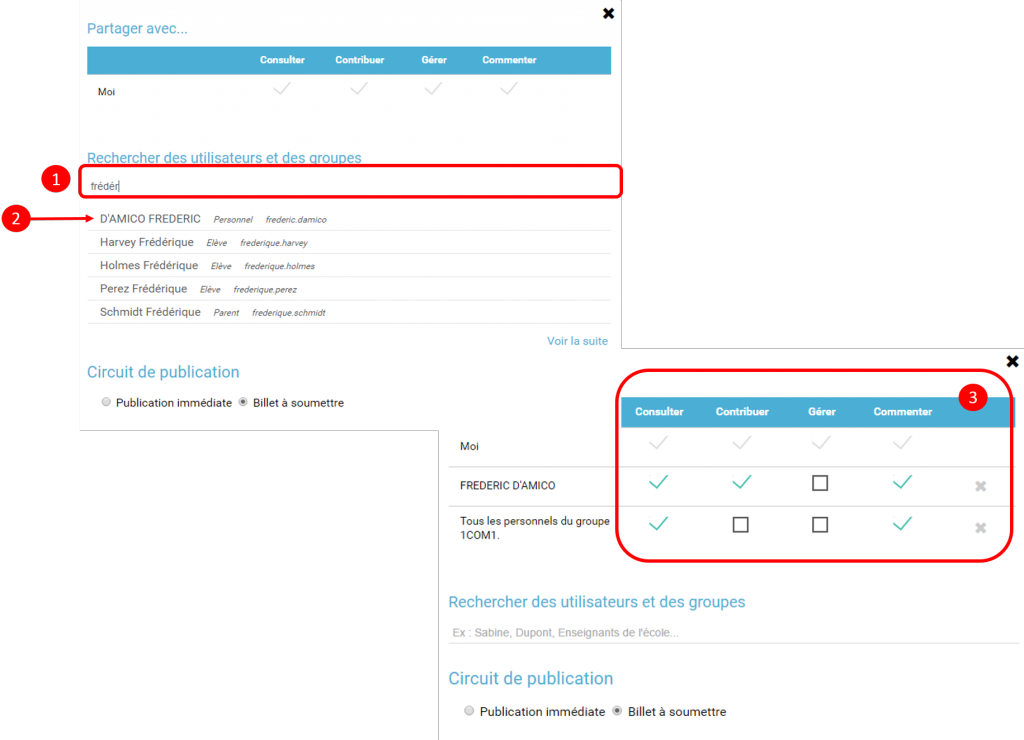 Partager avec...
Consulter Contribuer Gérer Commenter
Moi
Rechercher des utilisateurs et des groupes
1
frédér
2
D'AMICO FREDERIC Personnel frederic.damico
Harvey Frédérique Elève frederique.harvey
Holmes Frédérique Elève frederique.holmes
Perez Frédérique Elève frederique.perez
Schmidt Frédérique Parent frederique.schmidt
Voir la suite
Circuit de publication
Publication immédiate Billet à soumettre
3
Consulter Contribuer Gérer Commenter
Moi
FREDERIC D'AMICO
Tous les personnels du groupe
1COM1.
Rechercher des utilisateurs et des groupes
Ex : Sabine, Dupont, Enseignants de l'école...
Circuit de publication
Publication immédiate Billet à soumettre